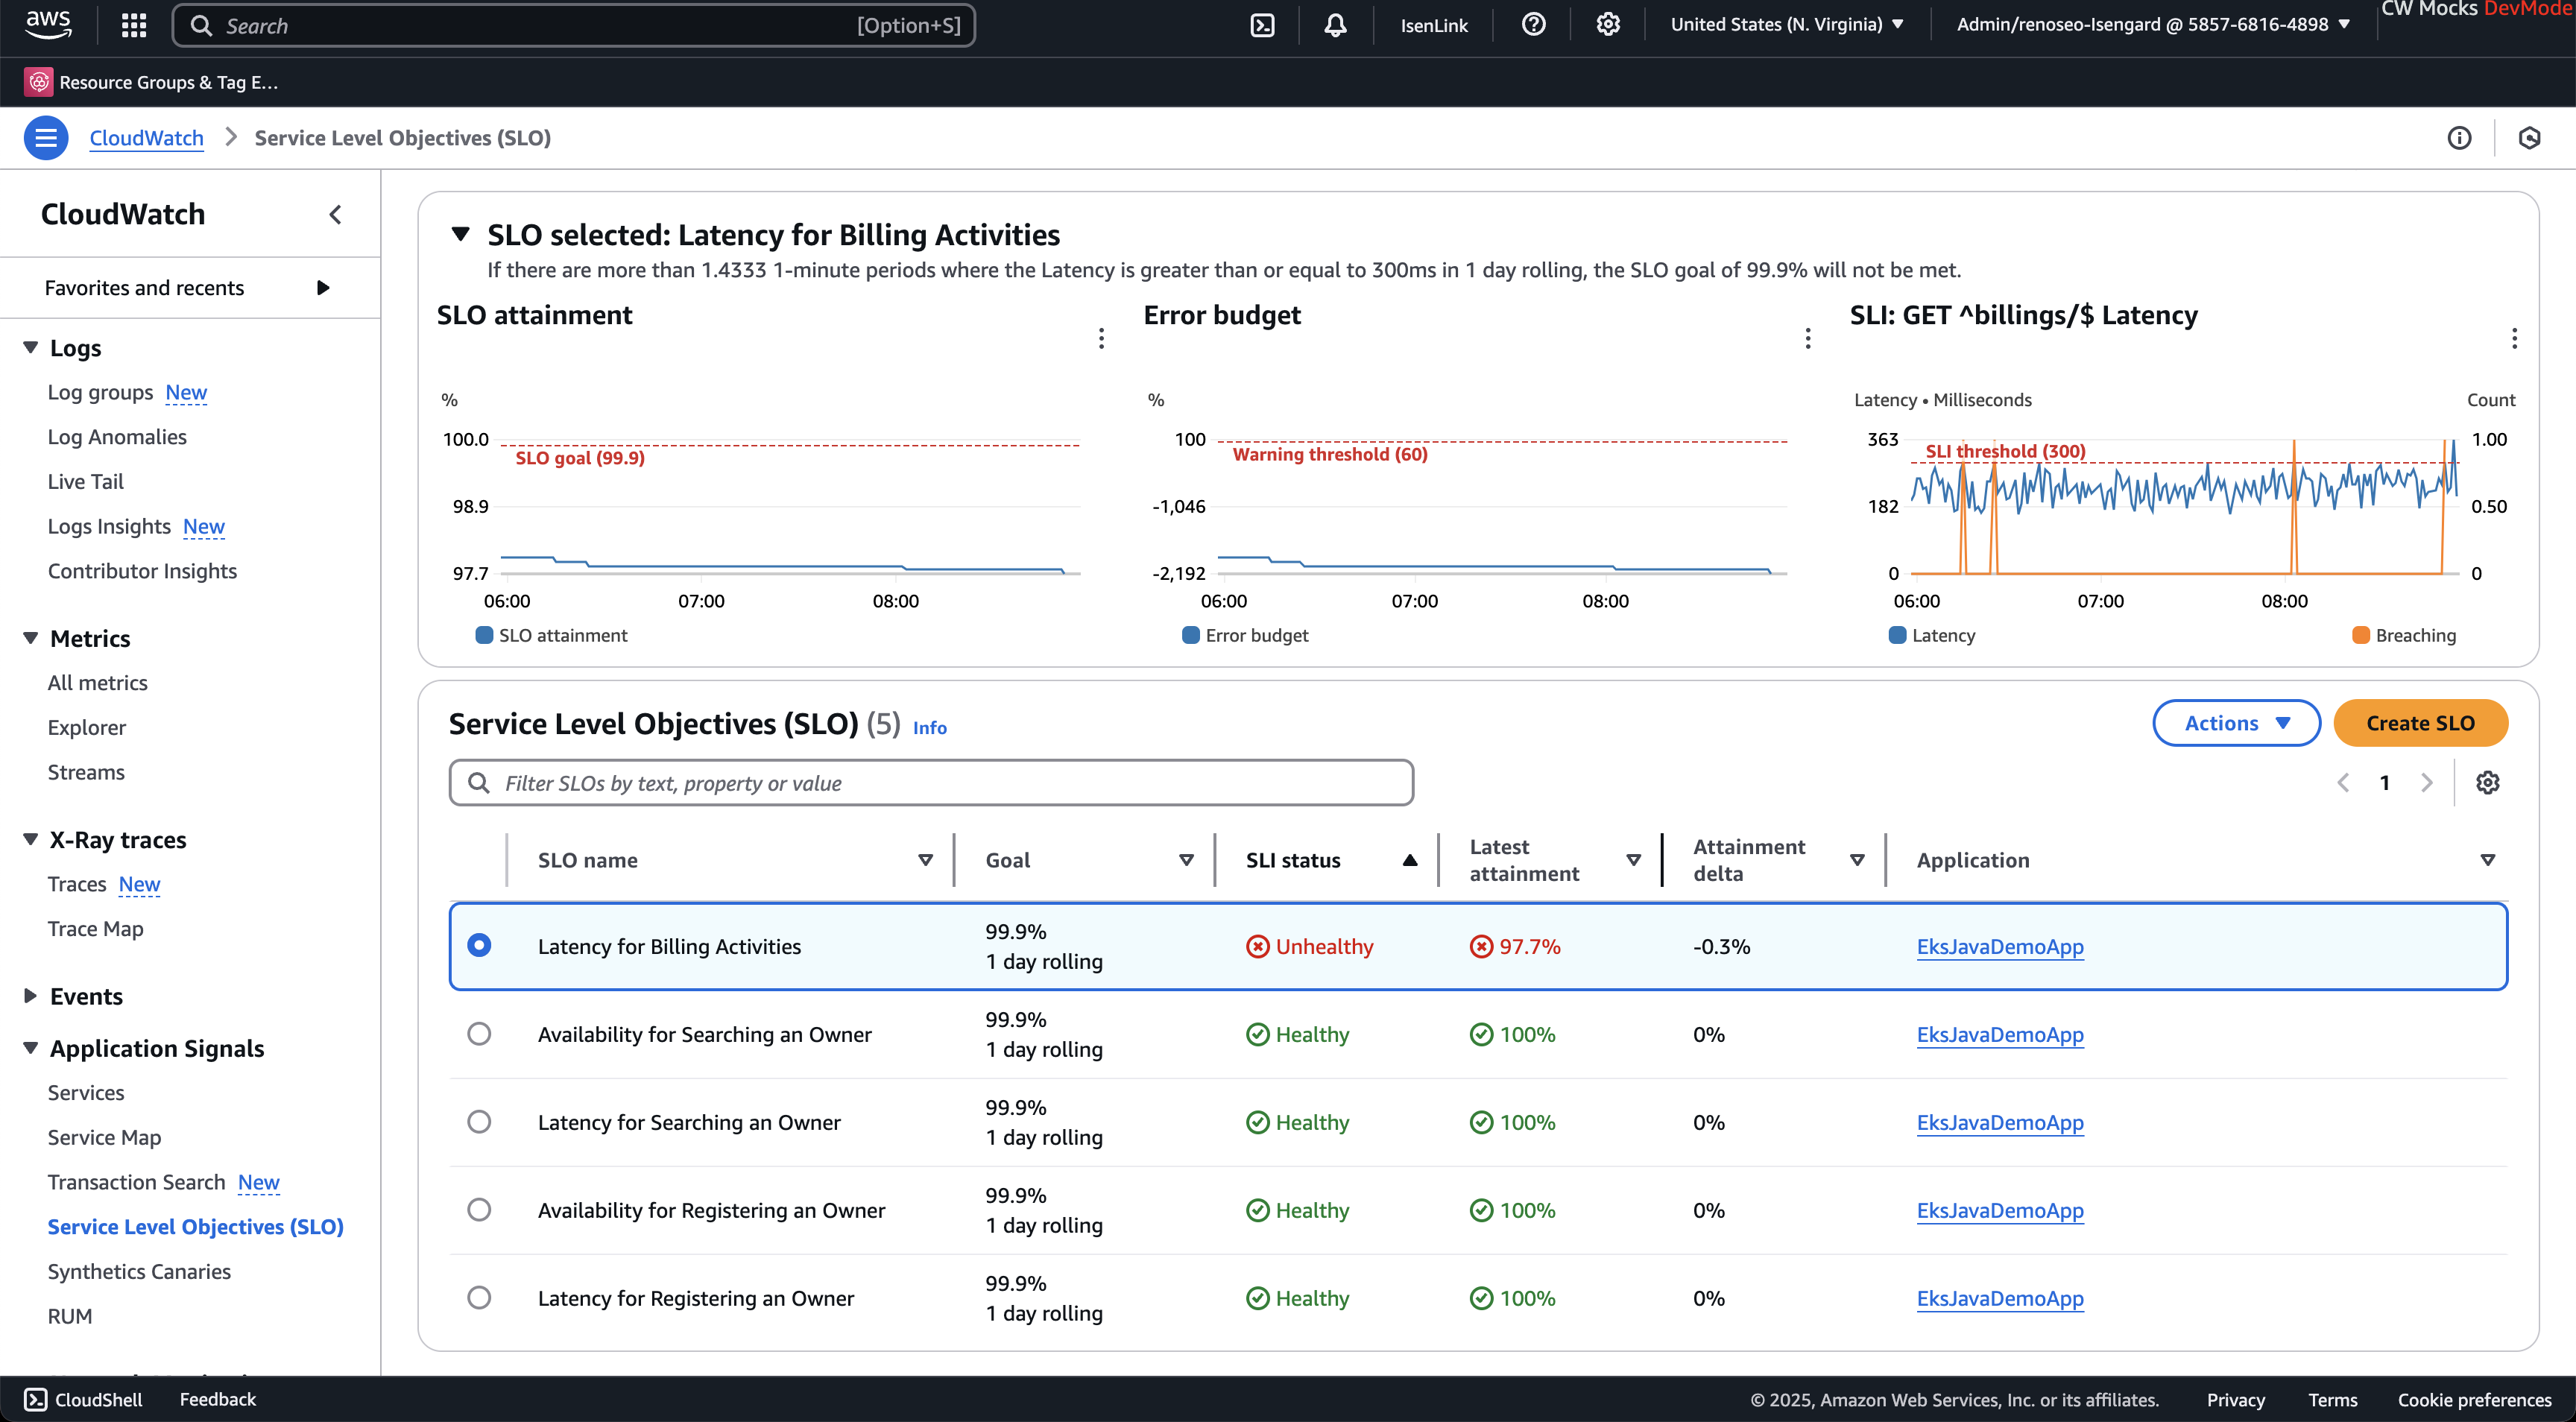 aws
Search
[Option+S]
IsenLink
United States (N. Virginia)
Admin/renoseo-Isengard @ 5857-6816-4898
CW Mocks DevMode
Resource Groups & Tag E...
CloudWatch
Service Level Objectives (SLO)
CloudWatch
Favorites and recents
Logs
Log groups New
Log Anomalies
Live Tail
Logs Insights New
Contributor Insights
Metrics
All metrics
Explorer
Streams
X-Ray traces
Traces New
Trace Map
Events
Application Signals
Services
Service Map
Transaction Search New
Service Level Objectives (SLO)
Synthetics Canaries
RUM
SLO selected: Latency for Billing Activities
If there are more than 1.4333 1-minute periods where the Latency is greater than or equal to 300ms in 1 day rolling, the SLO goal of 99.9% will not be met.
SLO attainment
%
100.0
SLO goal (99.9)
98.9
97.7
06:00 07:00 08:00
SLO attainment
Error budget
%
100
Warning threshold (60)
-1,046
-2,192
06:00 07:00 08:00
Error budget
SLI: GET ^billings/$ Latency
Latency • Milliseconds Count
363 1.00
SLI threshold (300)
182 0.50
0 0
06:00 07:00 08:00
Latency Breaching
Service Level Objectives (SLO) (5) Info
Actions
Create SLO
Filter SLOs by text, property or value
1
SLO name
Goal
SLI status
Latest
attainment
Attainment
delta
Application
Latency for Billing Activities
99.9%
1 day rolling
Unhealthy
97.7%
-0.3%
EksJavaDemoApp
Availability for Searching an Owner
99.9%
1 day rolling
Healthy
100%
0%
EksJavaDemoApp
Latency for Searching an Owner
99.9%
1 day rolling
Healthy
100%
0%
EksJavaDemoApp
Availability for Registering an Owner
99.9%
1 day rolling
Healthy
100%
0%
EksJavaDemoApp
Latency for Registering an Owner
99.9%
1 day rolling
Healthy
100%
0%
EksJavaDemoApp
CloudShell
Feedback
© 2025, Amazon Web Services, Inc. or its affiliates.
Privacy
Terms
Cookie preferences